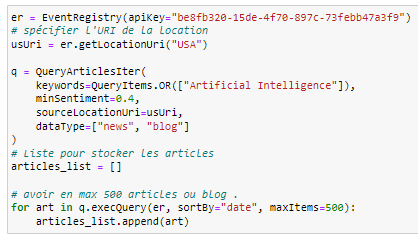 er = EventRegistry(apiKey="be8fb320-15de-4f70-897c-73febb47a3f9")
# spécifier l'URI de la location
usUri = er.getLocationUri("USA")
q = QueryArticlesIter(
    keywords=QueryItems.OR(["Artificial Intelligence"]),
    minSentiment=0.4,
    sourceLocationUri=usUri,
    dataType=["news", "blog"]
)
# Liste pour stocker les articles
articles_list = []
# avoir en max 500 articles ou blog .
for art in q.execQuery(er, sortBy="date", maxItems=500):
    articles_list.append(art)